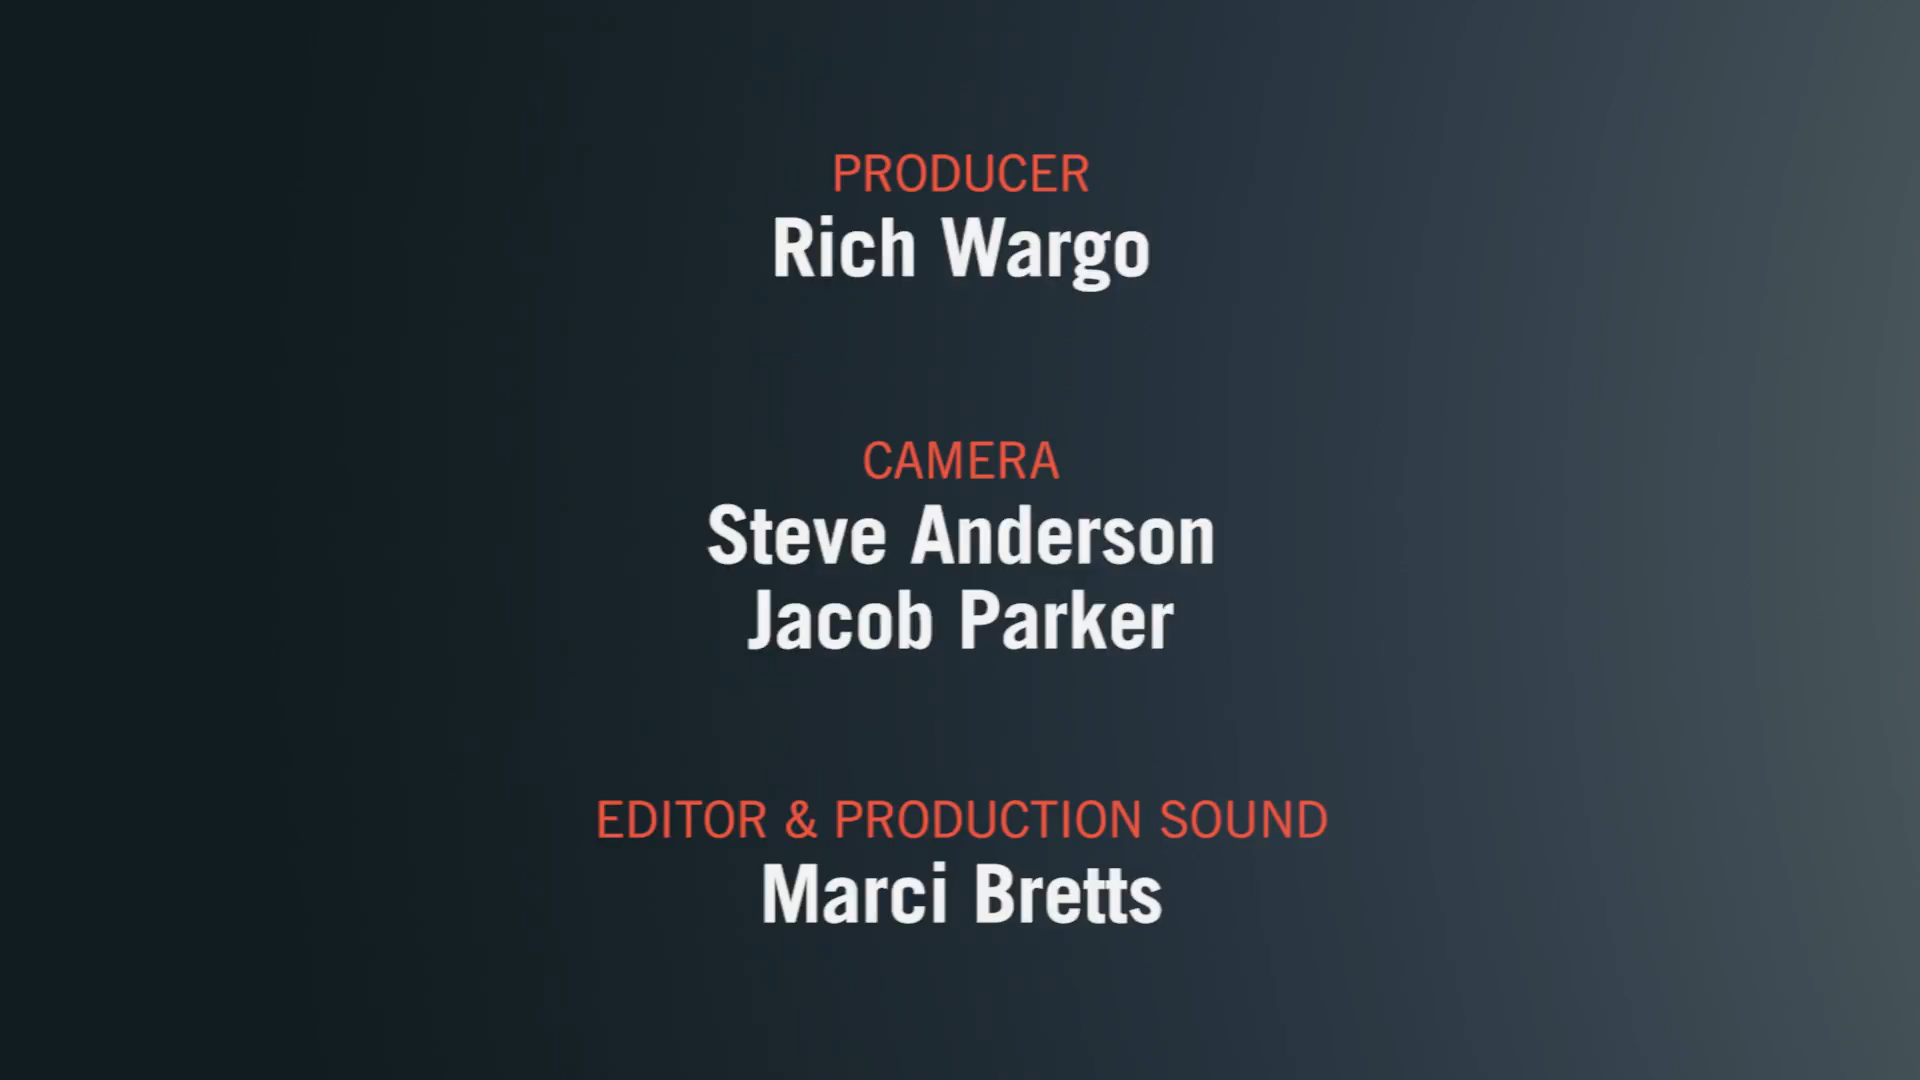 PRODUCER
Rich Wargo
CAMERA
Steve Anderson
Jacob Parker
EDITOR & PRODUCTION SOUND
Marci Bretts